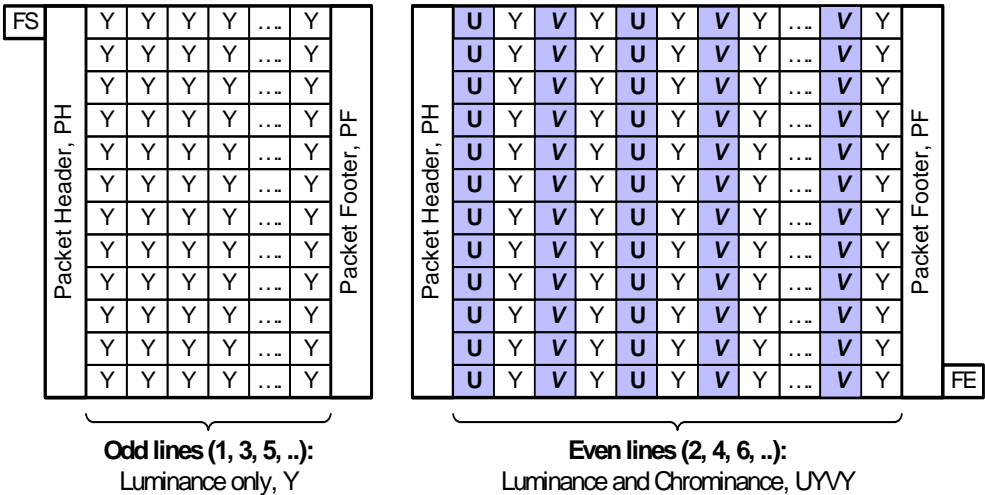 FS
Packet Header, PH
Y Y Y Y .... Y
Y Y Y Y .... Y
Y Y Y Y .... Y
Y Y Y Y .... Y
Y Y Y Y .... Y
Y Y Y Y .... Y
Y Y Y Y .... Y
Y Y Y Y .... Y
Y Y Y Y .... Y
Y Y Y Y .... Y
Y Y Y Y .... Y
Y Y Y Y .... Y
Packet Footer, PF
Odd lines (1, 3, 5, ..):
Luminance only, Y
Packet Header, PH
U Y V Y U Y V Y .... V Y
U Y V Y U Y V Y .... V Y
U Y V Y U Y V Y .... V Y
U Y V Y U Y V Y .... V Y
U Y V Y U Y V Y .... V Y
U Y V Y U Y V Y .... V Y
U Y V Y U Y V Y .... V Y
U Y V Y U Y V Y .... V Y
U Y V Y U Y V Y .... V Y
U Y V Y U Y V Y .... V Y
U Y V Y U Y V Y .... V Y
U Y V Y U Y V Y .... V Y
Packet Footer, PF
FE
Even lines (2, 4, 6, ..):
Luminance and Chrominance, UYVY